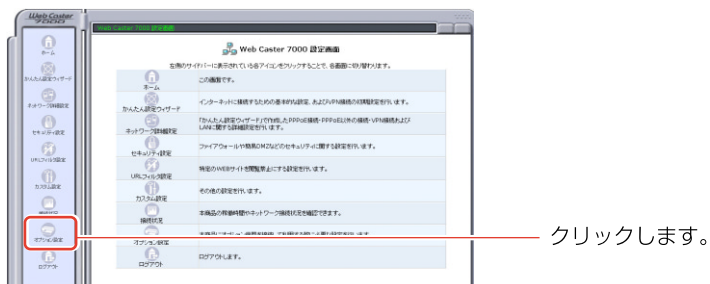 Web Caster
7000
Web Caster 7000 設定画面
Web Caster 7000 設定画面
左側のサイドバーに表示されている各アイコンをクリックすることで、各画面に切り替わります。
ホーム
かんたん設定ウィザード
ネットワーク詳細設定
セキュリティ設定
URLフィルタ設定
カスタム設定
接続状況
オプション設定
ログアウト
ホーム
この画面です。
かんたん設定ウィザード
インターネットに接続するための基本的な設定、およびVPN接続の初期設定を行います。
ネットワーク詳細設定
「かんたん設定ウィザード」で作成したPPPoE接続・PPPoE以外の接続・VPN接続および
LANに関する詳細設定を行います。
セキュリティ設定
ファイアウォールや簡易DMZなどのセキュリティに関する設定を行います。
URLフィルタ設定
特定のWEBサイトを閲覧禁止にする設定を行います。
カスタム設定
その他の設定を行います。
接続状況
本商品の稼働時間やネットワーク接続状況を確認できます。
オプション設定
ログアウト
ログアウトします。
クリックします。